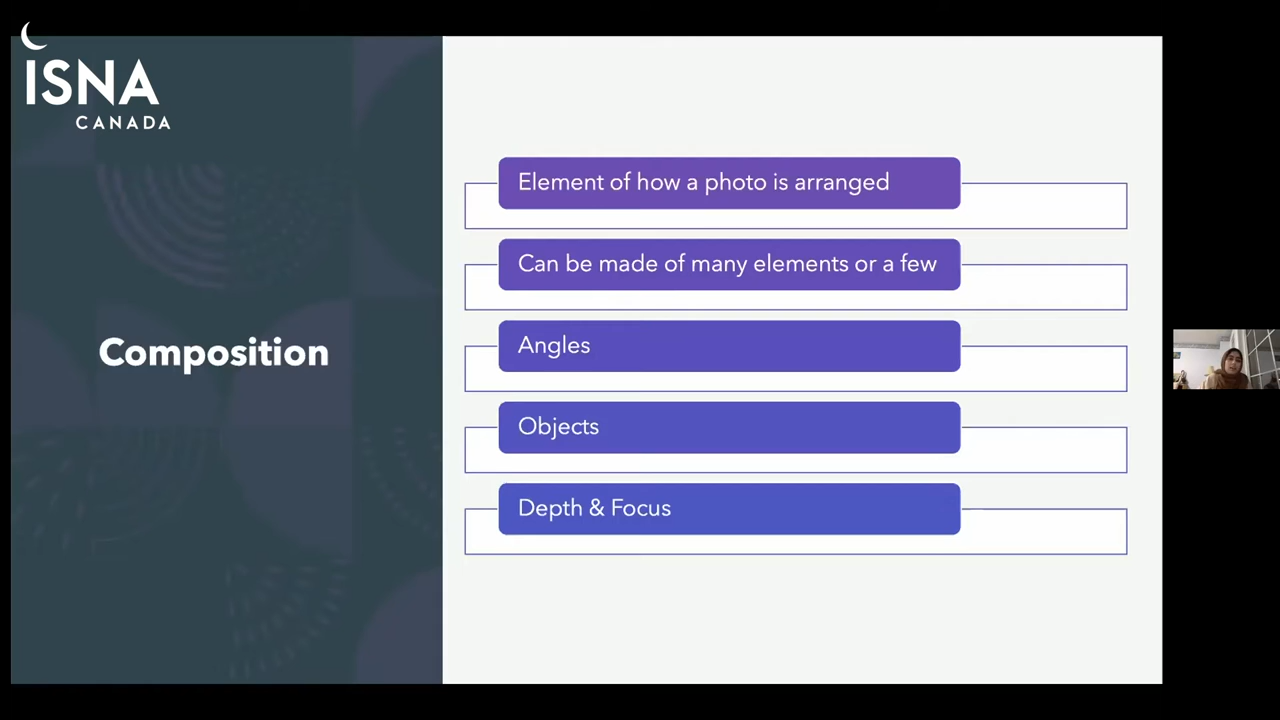 ISNA
CANADA
Composition
Element of how a photo is arranged
Can be made of many elements or a few
Angles
Objects
Depth & Focus